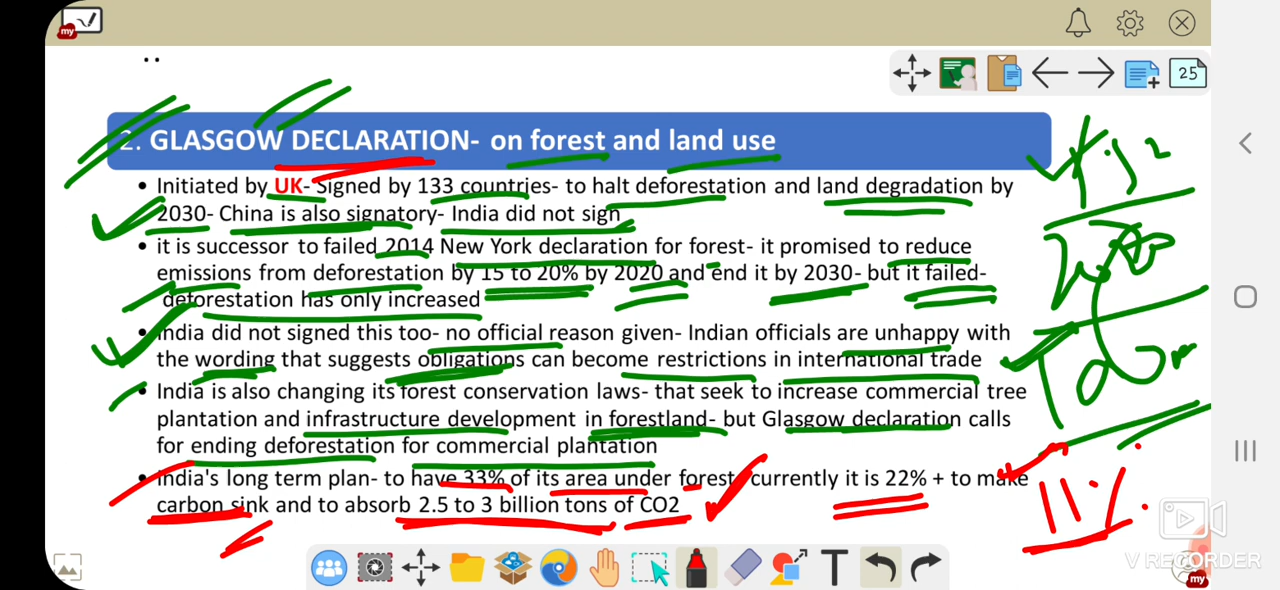 my
25
2. GLASGOW DECLARATION- on forest and land use
• Initiated by UK- Signed by 133 countries- to halt deforestation and land degradation by
2030- China is also signatory- India did not sign
• it is successor to failed 2014 New York declaration for forest- it promised to reduce
emissions from deforestation by 15 to 20% by 2020 and end it by 2030- but it failed-
deforestation has only increased
• India did not signed this too- no official reason given- Indian officials are unhappy with
the wording that suggests obligations can become restrictions in international trade
• India is also changing its forest conservation laws- that seek to increase commercial tree
plantation and infrastructure development in forestland- but Glasgow declaration calls
for ending deforestation for commercial plantation
• India's long term plan- to have 33% of its area under forest- currently it is 22% + to make
carbon sink and to absorb 2.5 to 3 billion tons of CO2
11%
V RECORDER
T
my